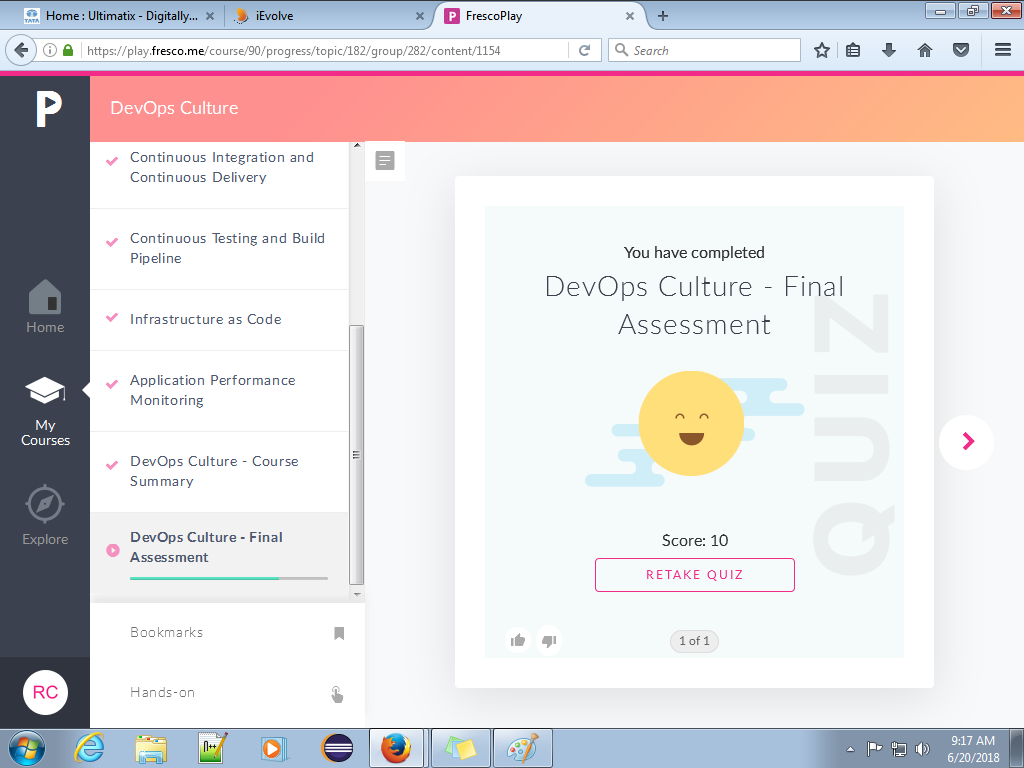 Home : Ultimatix - Digitally...
iEvolve
FrescoPlay
https://play.fresco.me/course/90/progress/topic/182/group/282/content/1154
Search
P
DevOps Culture
Home
My
Courses
Explore
RC
Continuous Integration and
Continuous Delivery
Continuous Testing and Build
Pipeline
Infrastructure as Code
Application Performance
Monitoring
DevOps Culture - Course
Summary
DevOps Culture - Final
Assessment
Bookmarks
Hands-on
You have completed
DevOps Culture - Final
Assessment
QUIZ
Score: 10
RETAKE QUIZ
1 of 1
9:17 AM
6/20/2018